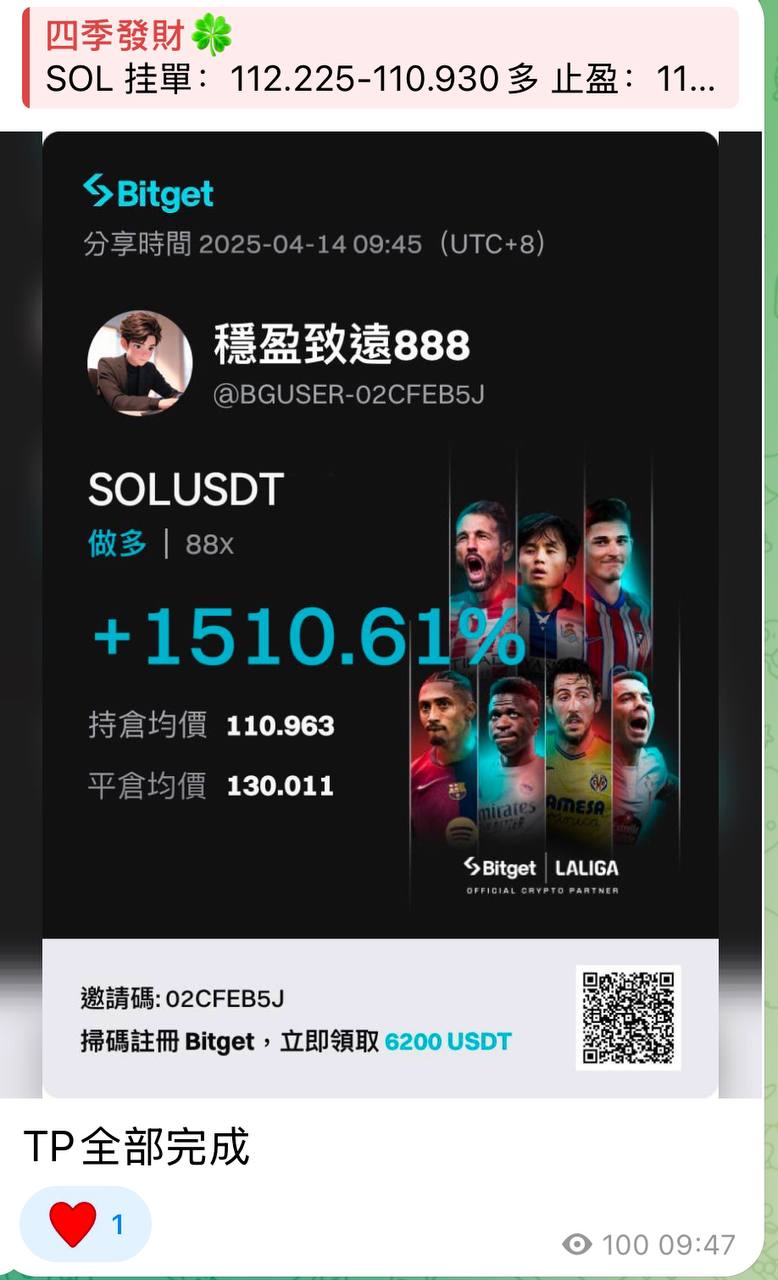 四季發財🍀
SOL 挂單：112.225-110.930多 止盈：11...
Bitget
分享時間 2025-04-14 09:45（UTC+8）
穩盈致遠888
@BGUSER-02CFEB5J
SOLUSDT
做多 | 88x
+1510.61%
持倉均價 110.963
平倉均價 130.011
Bitget | LALIGA
OFFICIAL CRYPTO PARTNER
邀請碼: 02CFEB5J
掃碼註冊 Bitget，立即領取 6200 USDT
TP全部完成
❤️ 1
100 09:47